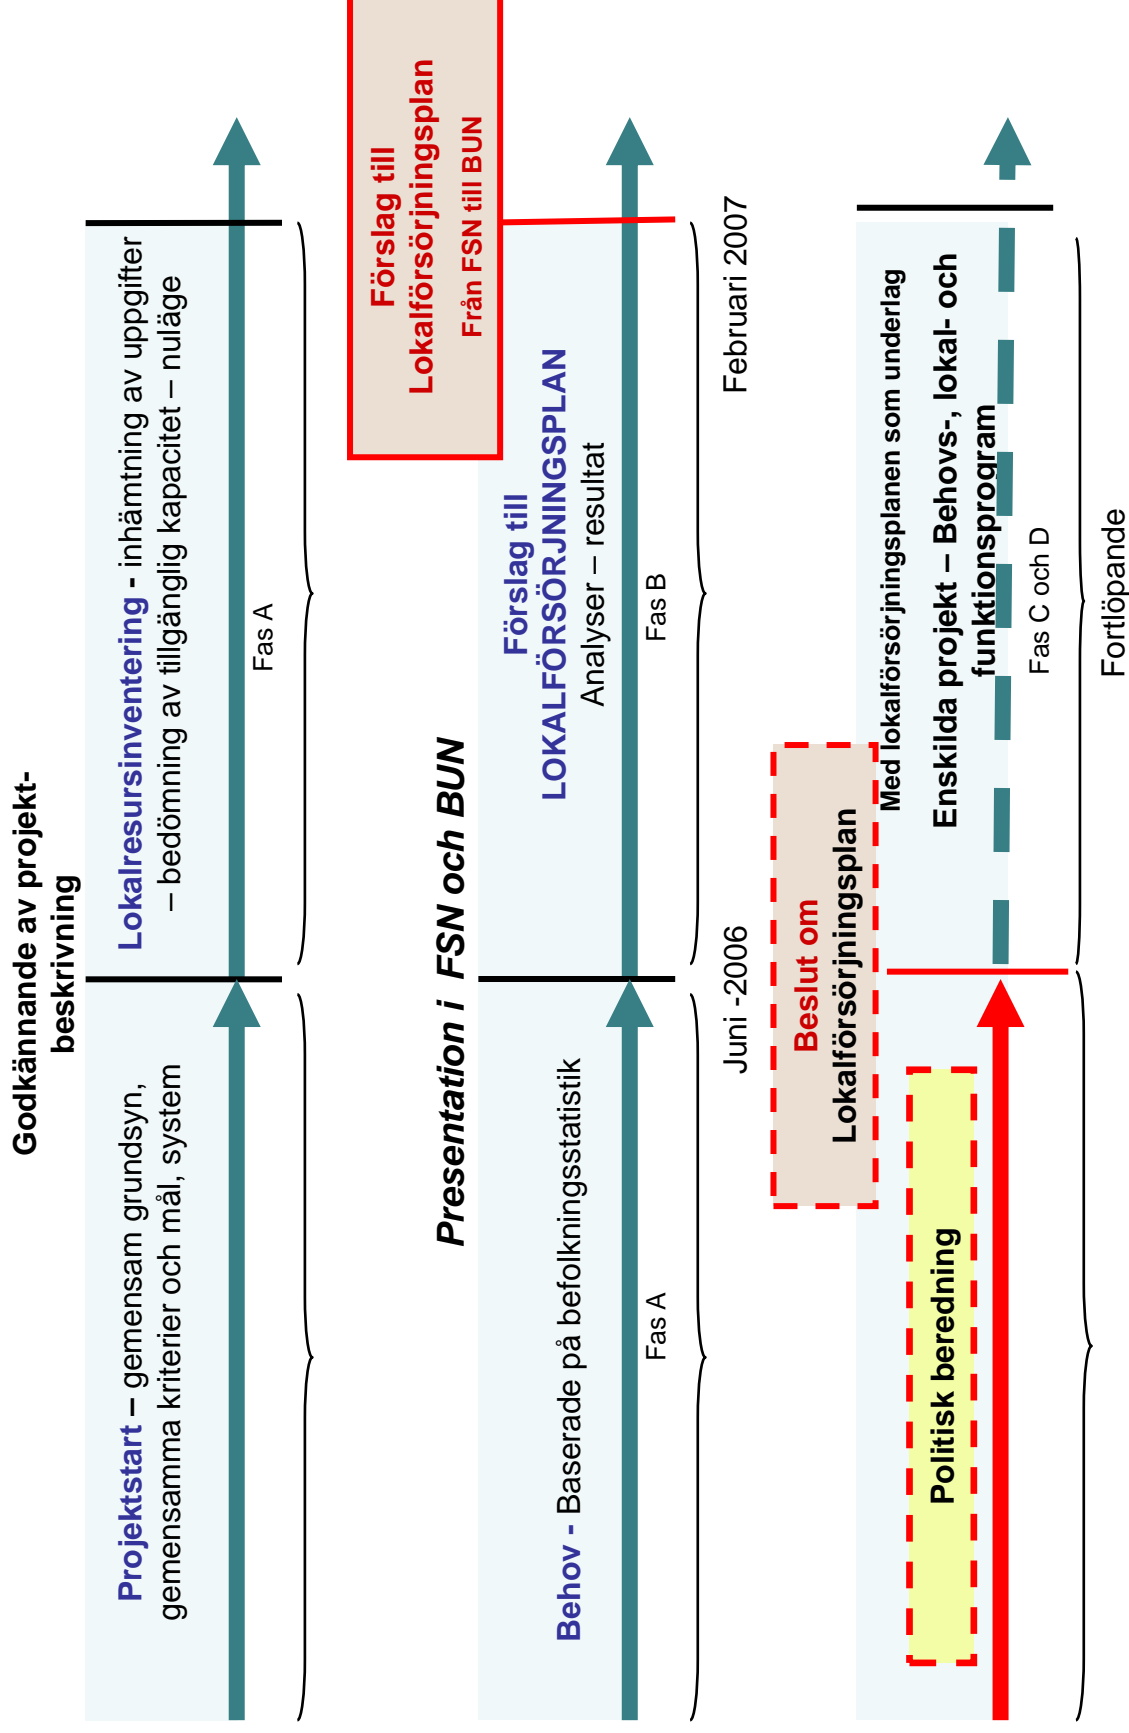 Godkännande av projekt-
beskrivning
Projektstart – gemensam grundsyn,
gemensamma kriterier och mål, system
Lokalresursinventering - inhämtning av uppgifter
– bedömning av tillgänglig kapacitet – nuläge
Fas A
Förslag till
Lokalförsörjningsplan
Från FSN till BUN
Presentation i FSN och BUN
Behov - Baserade på befolkningsstatistik
Fas A
Förslag till
LOKALFÖRSÖRJNINGSPLAN
Analyser – resultat
Fas B
Juni -2006
Februari 2007
Beslut om
Lokalförsörjningsplan
Politisk beredning
Med lokalförsörjningsplanen som underlag
Enskilda projekt – Behovs-, lokal- och
funktionsprogram
Fas C och D
Fortlöpande